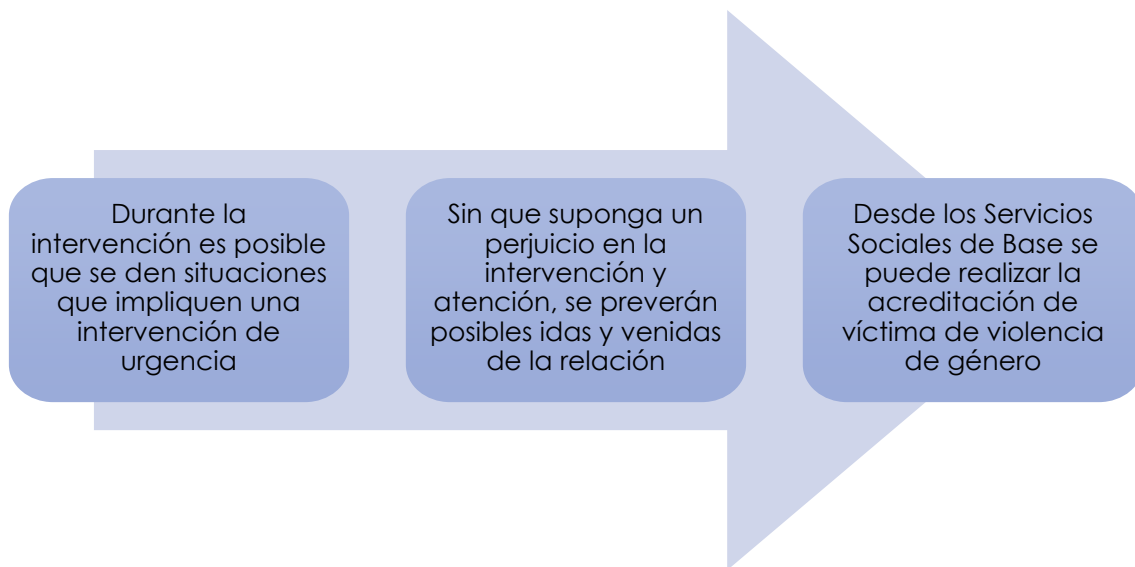 Durante la
intervención es posible
que se den situaciones
que impliquen una
intervención de
urgencia
Sin que suponga un
perjuicio en la
intervención y
atención, se preverán
posibles idas y venidas
de la relación
Desde los Servicios
Sociales de Base se
puede realizar la
acreditación de
víctima de violencia
de género